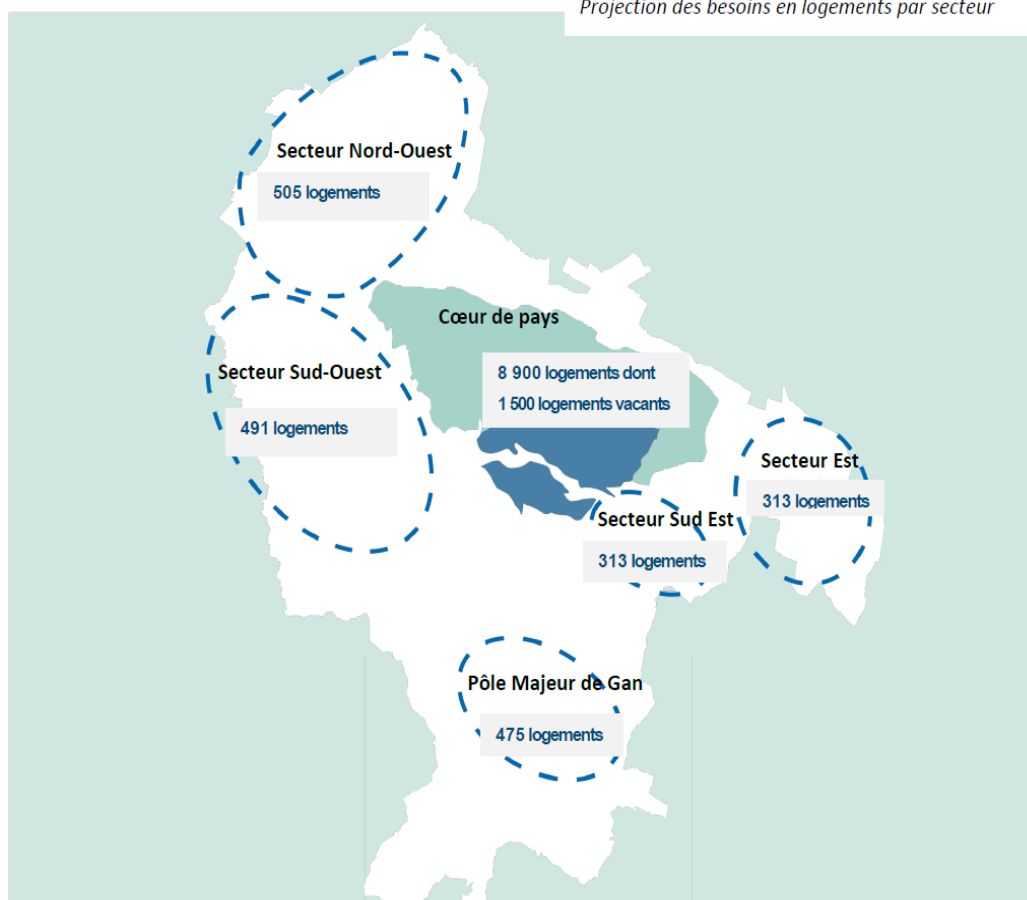 Projection des besoins en logements par secteur
Secteur Nord-Ouest
505 logements
Cœur de pays
8 900 logements dont
1 500 logements vacants
Secteur Sud-Ouest
491 logements
Secteur Est
313 logements
Secteur Sud Est
313 logements
Pôle Majeur de Gan
475 logements